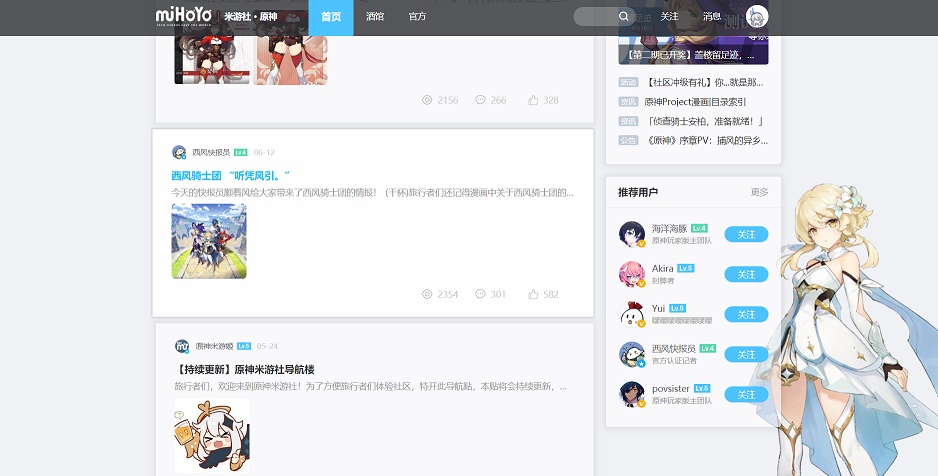 miHoYo
米游社·原神
首页
酒馆
官方
关注
消息
【第二期已开奖】盖楼留足迹，...
活动 【社区冲级有礼】你...就是那...
资讯 原神Project漫画|目录索引
资讯 「侦查骑士安柏，准备就绪！」
公告 《原神》序章PV：捕风的异乡...
2156 266 328
西风快报员 Lv.4 06-12
西风骑士团 “听凭风引。”
今天的快报员顺着风给大家带来了西风骑士团的情报！ (干杯)旅行者们还记得漫画中关于西风骑士团的...
2354 301 582
原神米游姬 Lv.5 05-24
【持续更新】原神米游社导航楼
旅行者们，欢迎来到原神米游社！为了方便旅行者们体验社区，特开此导航贴，本贴将会持续更新，...
推荐用户 更多
海洋海豚 Lv.4
原神玩家版主团队
关注
Akira Lv.5
封弊者
关注
Yui Lv.5
关注
西风快报员 Lv.4
官方认证记者
关注
povsister Lv.5
原神玩家版主团队
关注